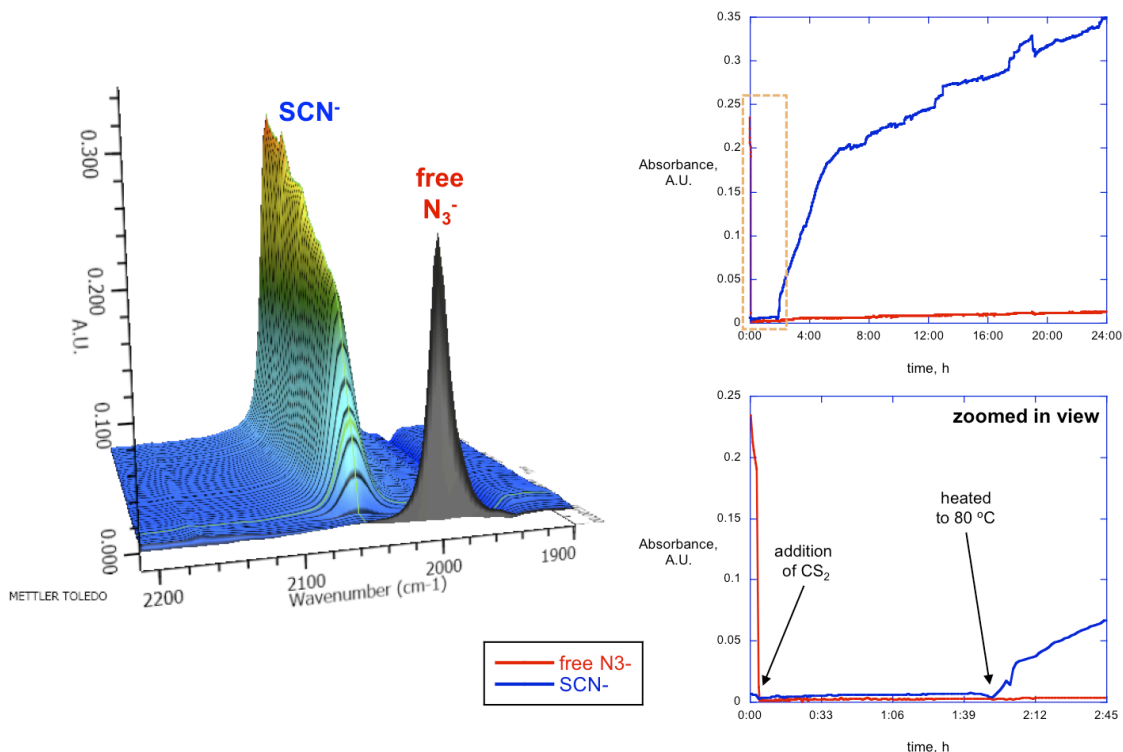 SCN-
free
N3-
0.300
0.200
A.U.
0.100
0.000
METTLER TOLEDO
2200
2100
2000
1900
Wavenumber (cm-1)
free N3-
SCN-
0.35
0.3
0.25
0.2
0.15
0.1
0.05
0
Absorbance,
A.U.
0:00
4:00
8:00
12:00
16:00
20:00
24:00
time, h
0.25
0.2
0.15
0.1
0.05
0
Absorbance,
A.U.
zoomed in view
heated
to 80 ºC
addition
of CS2
0:00
0:33
1:06
1:39
2:12
2:45
time, h